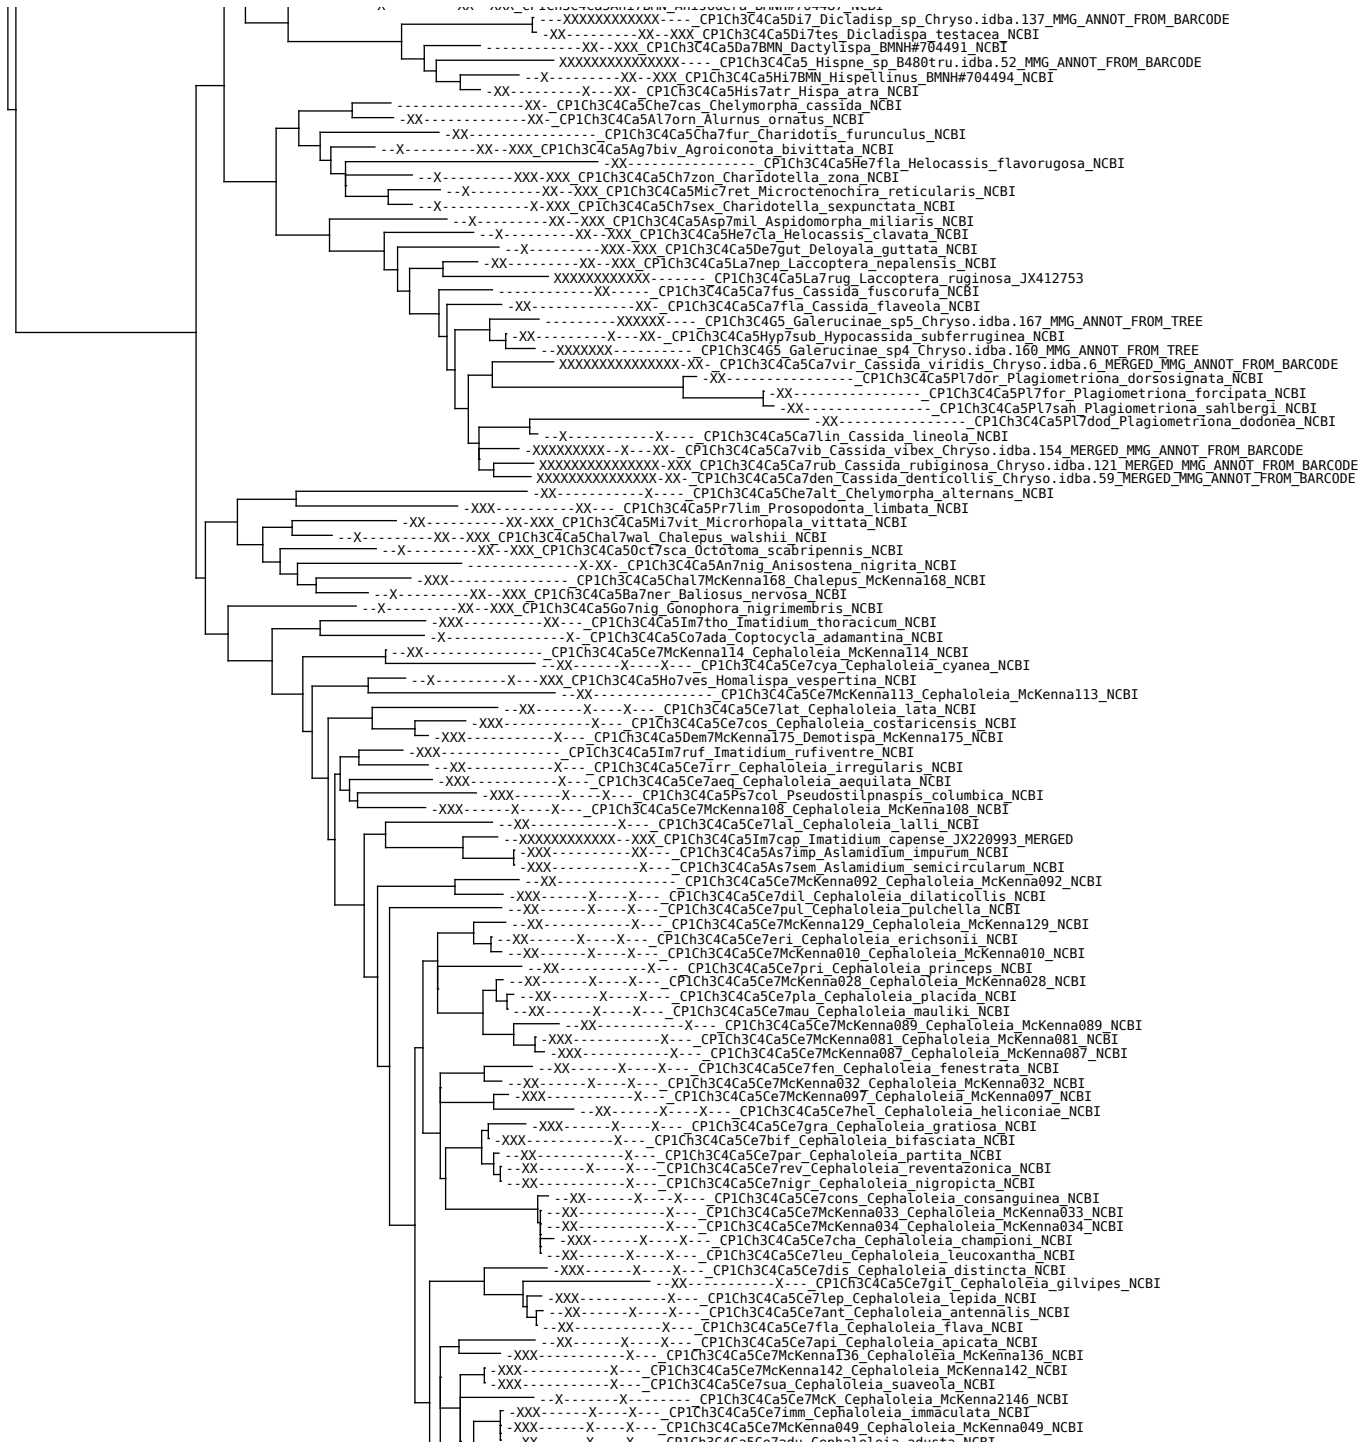 ---XXXXXXXXXXXX----_CP1Ch3C4Ca5Di7_Dicladisp_sp_Chryso.idba.137_MMG_ANNOT_FROM_BARCODE
-XX---------XX--XXX_CP1Ch3C4Ca5Di7tes_Dicladispa_testacea_NCBI
------------XX--XXX_CP1Ch3C4Ca5Da7BMN_Dactylispa_BMNH#704491_NCBI
XXXXXXXXXXXXXXX----_CP1Ch3C4Ca5_Hispne_sp_B480tru.idba.52_MMG_ANNOT_FROM_BARCODE
--X---------XX--XXX_CP1Ch3C4Ca5Hi7BMN_Hispellinus_BMNH#704494_NCBI
-XX---------X---XX-_CP1Ch3C4Ca5His7atr_Hispa_atra_NCBI
----------------XX-_CP1Ch3C4Ca5Che7cas_Chelymorpha_cassida_NCBI
-XX-------------XX-_CP1Ch3C4Ca5Al7orn_Alurnus_ornatus_NCBI
-XX----------------_CP1Ch3C4Ca5Cha7fur_Charidotis_furunculus_NCBI
--X---------XX--XXX_CP1Ch3C4Ca5Ag7biv_Agroiconota_bivittata_NCBI
-XX----------------_CP1Ch3C4Ca5He7fla_Helocassis_flavorugosa_NCBI
--X---------XXX-XXX_CP1Ch3C4Ca5Ch7zon_Charidotella_zona_NCBI
--X---------XX--XXX_CP1Ch3C4Ca5Mic7ret_Microctenochira_reticularis_NCBI
--X-----------X-XXX_CP1Ch3C4Ca5Ch7sex_Charidotella_sexpunctata_NCBI
--X---------XX--XXX_CP1Ch3C4Ca5Asp7mil_Aspidomorpha_miliaris_NCBI
--X---------XX--XXX_CP1Ch3C4Ca5He7cla_Helocassis_clavata_NCBI
--X---------XXX-XXX_CP1Ch3C4Ca5De7gut_Deloyala_guttata_NCBI
-XX---------XX--XXX_CP1Ch3C4Ca5La7nep_Laccoptera_nepalensis_NCBI
XXXXXXXXXXXX-------_CP1Ch3C4Ca5La7rug_Laccoptera_ruginosa_JX412753
------------XX-----_CP1Ch3C4Ca5Ca7fus_Cassida_fuscorufa_NCBI
-XX-------------XX-_CP1Ch3C4Ca5Ca7fla_Cassida_flaveola_NCBI
---------XXXXXX----_CP1Ch3C4G5_Galerucinae_sp5_Chryso.idba.167_MMG_ANNOT_FROM_TREE
-XX---------X---XX-_CP1Ch3C4Ca5Hyp7sub_Hypocassida_subferruginea_NCBI
--XXXXXXX----------_CP1Ch3C4G5_Galerucinae_sp4_Chryso.idba.160_MMG_ANNOT_FROM_TREE
XXXXXXXXXXXXXXX-XX-_CP1Ch3C4Ca5Ca7vir_Cassida_viridis_Chryso.idba.6_MERGED_MMG_ANNOT_FROM_BARCODE
-XX----------------_CP1Ch3C4Ca5Pl7dor_Plagiometriona_dorsosignata_NCBI
-XX----------------_CP1Ch3C4Ca5Pl7for_Plagiometriona_forcipata_NCBI
-XX----------------_CP1Ch3C4Ca5Pl7sah_Plagiometriona_sahlbergi_NCBI
-XX----------------_CP1Ch3C4Ca5Pl7dod_Plagiometriona_dodonea_NCBI
--X-----------X----_CP1Ch3C4Ca5Ca7lin_Cassida_lineola_NCBI
-XXXXXXXXX--X---XX-_CP1Ch3C4Ca5Ca7vib_Cassida_vibex_Chryso.idba.154_MERGED_MMG_ANNOT_FROM_BARCODE
XXXXXXXXXXXXXXX-XXX_CP1Ch3C4Ca5Ca7rub_Cassida_rubiginosa_Chryso.idba.121_MERGED_MMG_ANNOT_FROM_BARCODE
XXXXXXXXXXXXXXX-XX-_CP1Ch3C4Ca5Ca7den_Cassida_denticollis_Chryso.idba.59_MERGED_MMG_ANNOT_FROM_BARCODE
-XX-----------X----_CP1Ch3C4Ca5Che7alt_Chelymorpha_alternans_NCBI
-XXX----------XX---_CP1Ch3C4Ca5Pr7lim_Prosopodonta_limbata_NCBI
-XX----------XX-XXX_CP1Ch3C4Ca5Mi7vit_Microrhopala_vittata_NCBI
--X---------XX--XXX_CP1Ch3C4Ca5Chal7wal_Chalepus_walshii_NCBI
--X---------XX--XXX_CP1Ch3C4Ca5Oct7sca_Octotoma_scabripennis_NCBI
--------------X-XX-_CP1Ch3C4Ca5An7nig_Anisostena_nigrita_NCBI
-XXX---------------_CP1Ch3C4Ca5Chal7McKenna168_Chalepus_McKenna168_NCBI
--X---------XX--XXX_CP1Ch3C4Ca5Ba7ner_Baliosus_nervosa_NCBI
--X---------XX--XXX_CP1Ch3C4Ca5Go7nig_Gonophora_nigrimembris_NCBI
-XXX----------XX---_CP1Ch3C4Ca5Im7tho_Imatidium_thoracicum_NCBI
-X---------------X-_CP1Ch3C4Ca5Co7ada_Coptocycla_adamantina_NCBI
--XX---------------_CP1Ch3C4Ca5Ce7McKenna114_Cephaloleia_McKenna114_NCBI
--XX------X----X---_CP1Ch3C4Ca5Ce7cya_Cephaloleia_cyanea_NCBI
--X---------X---XXX_CP1Ch3C4Ca5Ho7ves_Homalispa_vespertina_NCBI
--XX---------------_CP1Ch3C4Ca5Ce7McKenna113_Cephaloleia_McKenna113_NCBI
--XX------X----X---_CP1Ch3C4Ca5Ce7lat_Cephaloleia_lata_NCBI
-XXX-----------X---_CP1Ch3C4Ca5Ce7cos_Cephaloleia_costaricensis_NCBI
-XXX-----------X---_CP1Ch3C4Ca5Dem7McKenna175_Demotispa_McKenna175_NCBI
-XXX---------------_CP1Ch3C4Ca5Im7ruf_Imatidium_rufiventre_NCBI
--XX-----------X---_CP1Ch3C4Ca5Ce7irr_Cephaloleia_irregularis_NCBI
-XXX-----------X---_CP1Ch3C4Ca5Ce7aeq_Cephaloleia_aequilata_NCBI
-XXX------X----X---_CP1Ch3C4Ca5Ps7col_Pseudostilpnaspis_columbica_NCBI
-XXX------X----X---_CP1Ch3C4Ca5Ce7McKenna108_Cephaloleia_McKenna108_NCBI
--XX-----------X---_CP1Ch3C4Ca5Ce7lal_Cephaloleia_lalli_NCBI
--XXXXXXXXXXXX--XXX_CP1Ch3C4Ca5Im7cap_Imatidium_capense_JX220993_MERGED
-XXX----------XX---_CP1Ch3C4Ca5As7imp_Aslamidium_impurum_NCBI
-XXX-----------X---_CP1Ch3C4Ca5As7sem_Aslamidium_semicircularum_NCBI
--XX---------------_CP1Ch3C4Ca5Ce7McKenna092_Cephaloleia_McKenna092_NCBI
-XXX------X----X---_CP1Ch3C4Ca5Ce7dil_Cephaloleia_dilaticollis_NCBI
--XX------X----X---_CP1Ch3C4Ca5Ce7pul_Cephaloleia_pulchella_NCBI
--XX-----------X---_CP1Ch3C4Ca5Ce7McKenna129_Cephaloleia_McKenna129_NCBI
--XX------X----X---_CP1Ch3C4Ca5Ce7eri_Cephaloleia_erichsonii_NCBI
--XX------X----X---_CP1Ch3C4Ca5Ce7McKenna010_Cephaloleia_McKenna010_NCBI
--XX-----------X---_CP1Ch3C4Ca5Ce7pri_Cephaloleia_princeps_NCBI
--XX------X----X---_CP1Ch3C4Ca5Ce7McKenna028_Cephaloleia_McKenna028_NCBI
--XX------X----X---_CP1Ch3C4Ca5Ce7pla_Cephaloleia_placida_NCBI
--XX------X----X---_CP1Ch3C4Ca5Ce7mau_Cephaloleia_mauliki_NCBI
--XX-----------X---_CP1Ch3C4Ca5Ce7McKenna089_Cephaloleia_McKenna089_NCBI
-XXX-----------X---_CP1Ch3C4Ca5Ce7McKenna081_Cephaloleia_McKenna081_NCBI
-XXX-----------X---_CP1Ch3C4Ca5Ce7McKenna087_Cephaloleia_McKenna087_NCBI
--XX------X----X---_CP1Ch3C4Ca5Ce7fen_Cephaloleia_fenestrata_NCBI
--XX------X----X---_CP1Ch3C4Ca5Ce7McKenna032_Cephaloleia_McKenna032_NCBI
-XXX-----------X---_CP1Ch3C4Ca5Ce7McKenna097_Cephaloleia_McKenna097_NCBI
--XX------X----X---_CP1Ch3C4Ca5Ce7hel_Cephaloleia_heliconiae_NCBI
-XXX------X----X---_CP1Ch3C4Ca5Ce7gra_Cephaloleia_gratiosa_NCBI
-XXX-----------X---_CP1Ch3C4Ca5Ce7bif_Cephaloleia_bifasciata_NCBI
--XX-----------X---_CP1Ch3C4Ca5Ce7par_Cephaloleia_partita_NCBI
--XX------X----X---_CP1Ch3C4Ca5Ce7rev_Cephaloleia_reventazonica_NCBI
--XX-----------X---_CP1Ch3C4Ca5Ce7nigr_Cephaloleia_nigropicta_NCBI
--XX------X----X---_CP1Ch3C4Ca5Ce7cons_Cephaloleia_consanguinea_NCBI
--XX-----------X---_CP1Ch3C4Ca5Ce7McKenna033_Cephaloleia_McKenna033_NCBI
--XX-----------X---_CP1Ch3C4Ca5Ce7McKenna034_Cephaloleia_McKenna034_NCBI
-XXX------X----X---_CP1Ch3C4Ca5Ce7cha_Cephaloleia_championi_NCBI
--XX------X----X---_CP1Ch3C4Ca5Ce7leu_Cephaloleia_leucoxantha_NCBI
-XXX------X----X---_CP1Ch3C4Ca5Ce7dis_Cephaloleia_distincta_NCBI
--XX-----------X---_CP1Ch3C4Ca5Ce7gil_Cephaloleia_gilvipes_NCBI
-XXX-----------X---_CP1Ch3C4Ca5Ce7lep_Cephaloleia_lepida_NCBI
--XX------X----X---_CP1Ch3C4Ca5Ce7ant_Cephaloleia_antennalis_NCBI
--XX-----------X---_CP1Ch3C4Ca5Ce7fla_Cephaloleia_flava_NCBI
--XX------X----X---_CP1Ch3C4Ca5Ce7api_Cephaloleia_apicata_NCBI
-XXX-----------X---_CP1Ch3C4Ca5Ce7McKenna136_Cephaloleia_McKenna136_NCBI
-XXX-----------X---_CP1Ch3C4Ca5Ce7McKenna142_Cephaloleia_McKenna142_NCBI
-XXX-----------X---_CP1Ch3C4Ca5Ce7sua_Cephaloleia_suaveola_NCBI
--X-------X--------_CP1Ch3C4Ca5Ce7McK_Cephaloleia_McKenna2146_NCBI
-XXX------X----X---_CP1Ch3C4Ca5Ce7imm_Cephaloleia_immaculata_NCBI
-XXX------X----X---_CP1Ch3C4Ca5Ce7McKenna049_Cephaloleia_McKenna049_NCBI